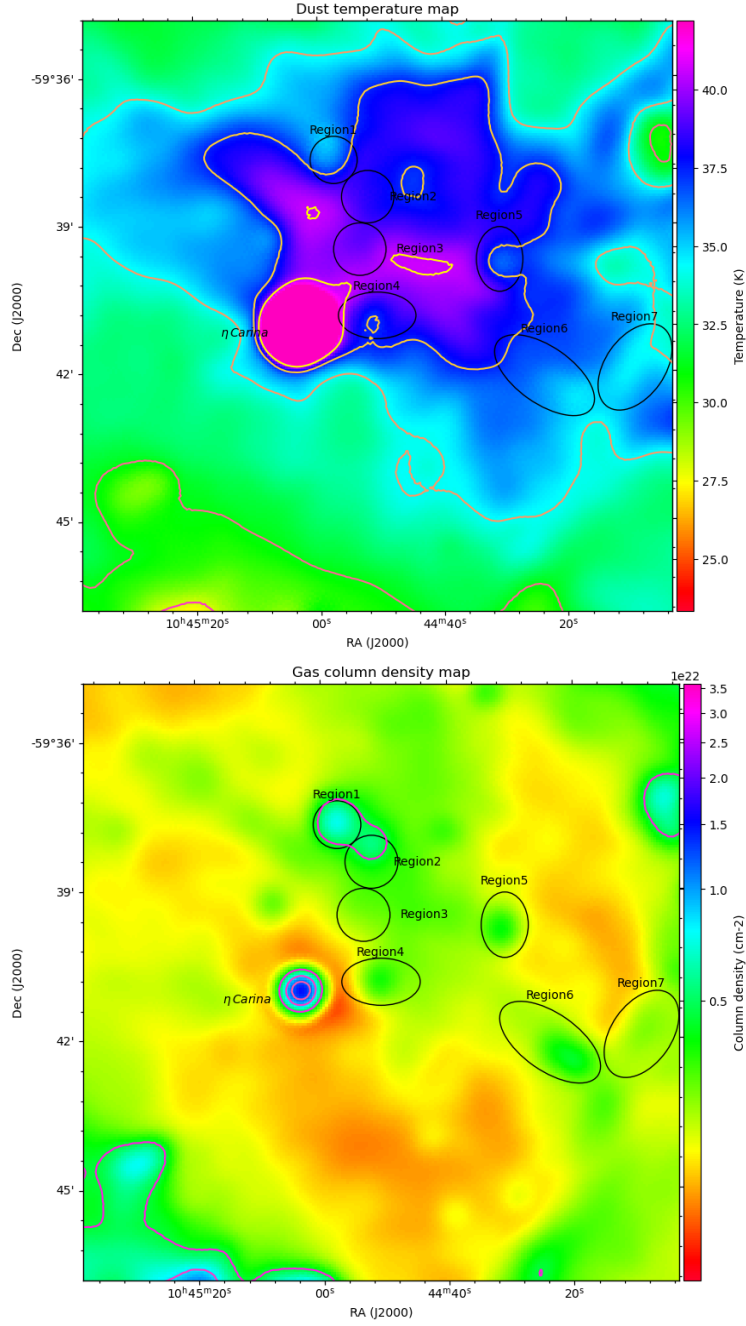 Dust temperature map
-59°36'
39'
42'
45'
Dec (J2000)
Region1
Region2
Region5
Region3
Region4
η Carina
Region6
Region7
10ʰ45ᵐ20ˢ
00ˢ
44ᵐ40ˢ
20ˢ
RA (J2000)
40.0
37.5
35.0
32.5
30.0
27.5
25.0
Temperature (K)
Gas column density map
1e22
-59°36'
39'
42'
45'
Dec (J2000)
Region1
Region2
Region5
Region3
Region4
η Carina
Region6
Region7
10ʰ45ᵐ20ˢ
00ˢ
44ᵐ40ˢ
20ˢ
RA (J2000)
3.5
3.0
2.5
2.0
1.5
1.0
0.5
Column density (cm-2)